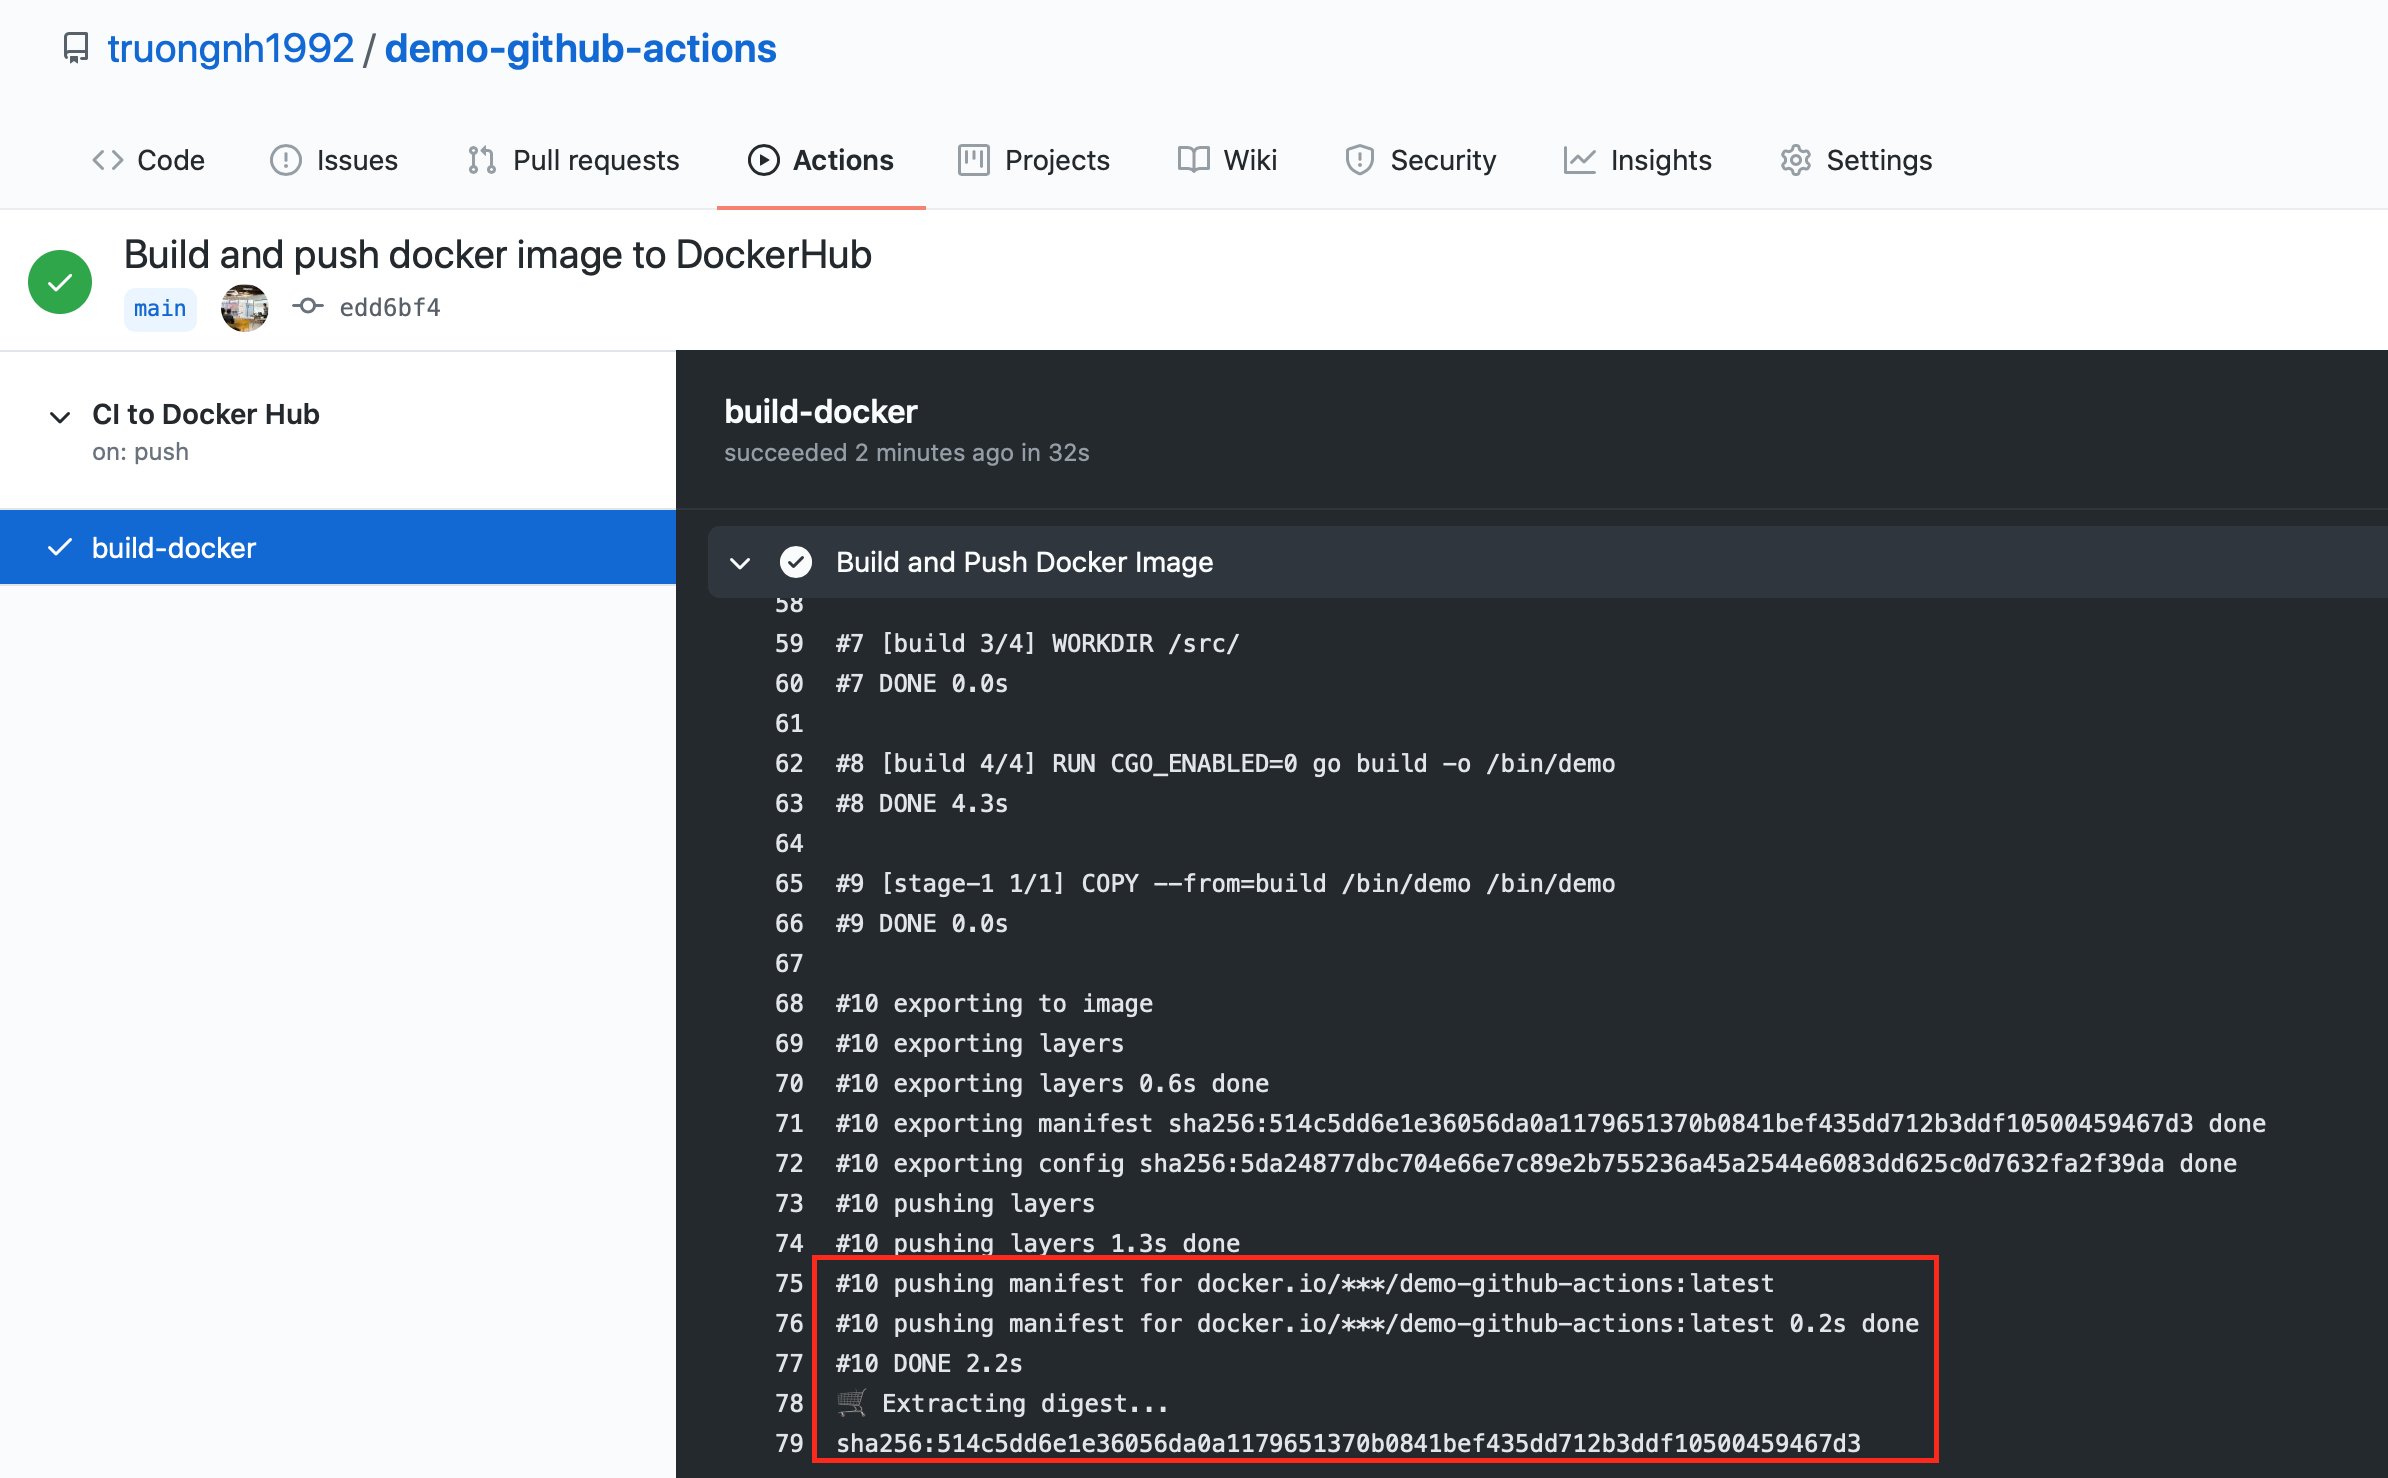 truongnh1992 / demo-github-actions
Code Issues Pull requests Actions Projects Wiki Security Insights Settings
Build and push docker image to DockerHub
main edd6bf4
CI to Docker Hub
on: push
build-docker
build-docker
succeeded 2 minutes ago in 32s
Build and Push Docker Image
58
59 #7 [build 3/4] WORKDIR /src/
60 #7 DONE 0.0s
61
62 #8 [build 4/4] RUN CGO_ENABLED=0 go build -o /bin/demo
63 #8 DONE 4.3s
64
65 #9 [stage-1 1/1] COPY --from=build /bin/demo /bin/demo
66 #9 DONE 0.0s
67
68 #10 exporting to image
69 #10 exporting layers
70 #10 exporting layers 0.6s done
71 #10 exporting manifest sha256:514c5dd6e1e36056da0a1179651370b0841bef435dd712b3ddf10500459467d3 done
72 #10 exporting config sha256:5da24877dbc704e66e7c89e2b755236a45a2544e6083dd625c0d7632fa2f39da done
73 #10 pushing layers
74 #10 pushing layers 1.3s done
75 #10 pushing manifest for docker.io/***/demo-github-actions:latest
76 #10 pushing manifest for docker.io/***/demo-github-actions:latest 0.2s done
77 #10 DONE 2.2s
78 🛒 Extracting digest...
79 sha256:514c5dd6e1e36056da0a1179651370b0841bef435dd712b3ddf10500459467d3